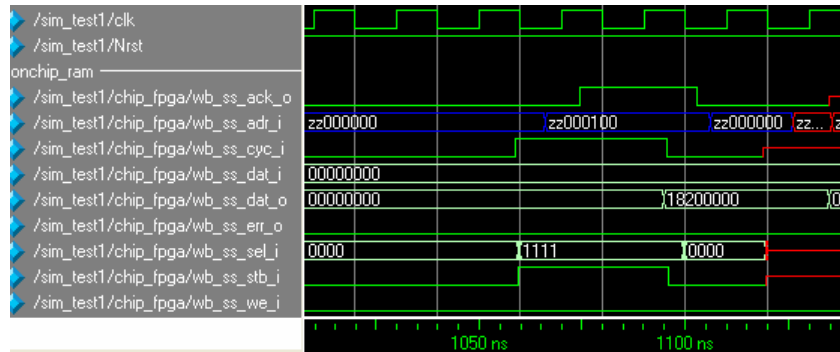 /sim_test1/clk
/sim_test1/Nrst
onchip_ram
/sim_test1/chip_fpga/wb_ss_ack_o
/sim_test1/chip_fpga/wb_ss_adr_i zz000000 zz000100 zz000000 zz...
/sim_test1/chip_fpga/wb_ss_cyc_i
/sim_test1/chip_fpga/wb_ss_dat_i 00000000
/sim_test1/chip_fpga/wb_ss_dat_o 00000000 18200000
/sim_test1/chip_fpga/wb_ss_err_o
/sim_test1/chip_fpga/wb_ss_sel_i 0000 1111 0000
/sim_test1/chip_fpga/wb_ss_stb_i
/sim_test1/chip_fpga/wb_ss_we_i
1050 ns 1100 ns